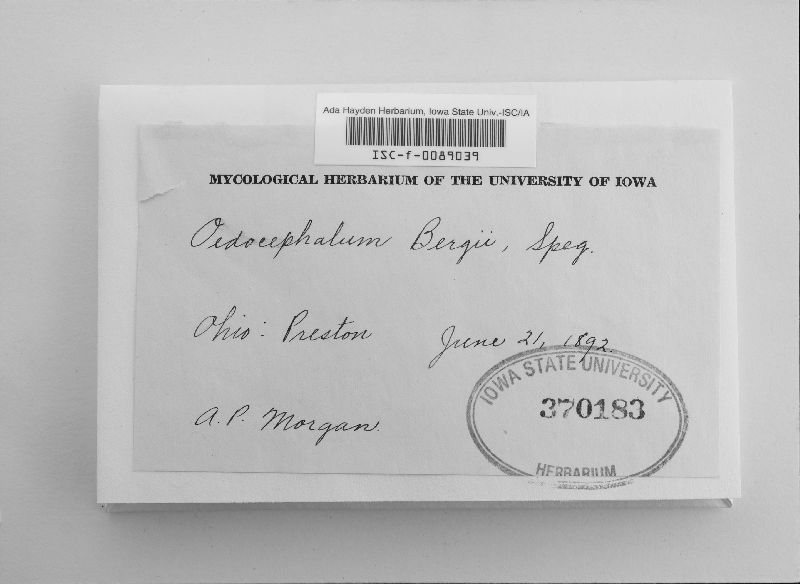 Ada Hayden Herbarium, Iowa State Univ.-ISC/IA
ISC-f-0089039
MYCOLOGICAL HERBARIUM OF THE UNIVERSITY OF IOWA
Oedocephalum Bergii, Speg.
Ohio: Preston June 21, 1892.
A. P. Morgan.
IOWA STATE UNIVERSITY
370183
HERBARIUM